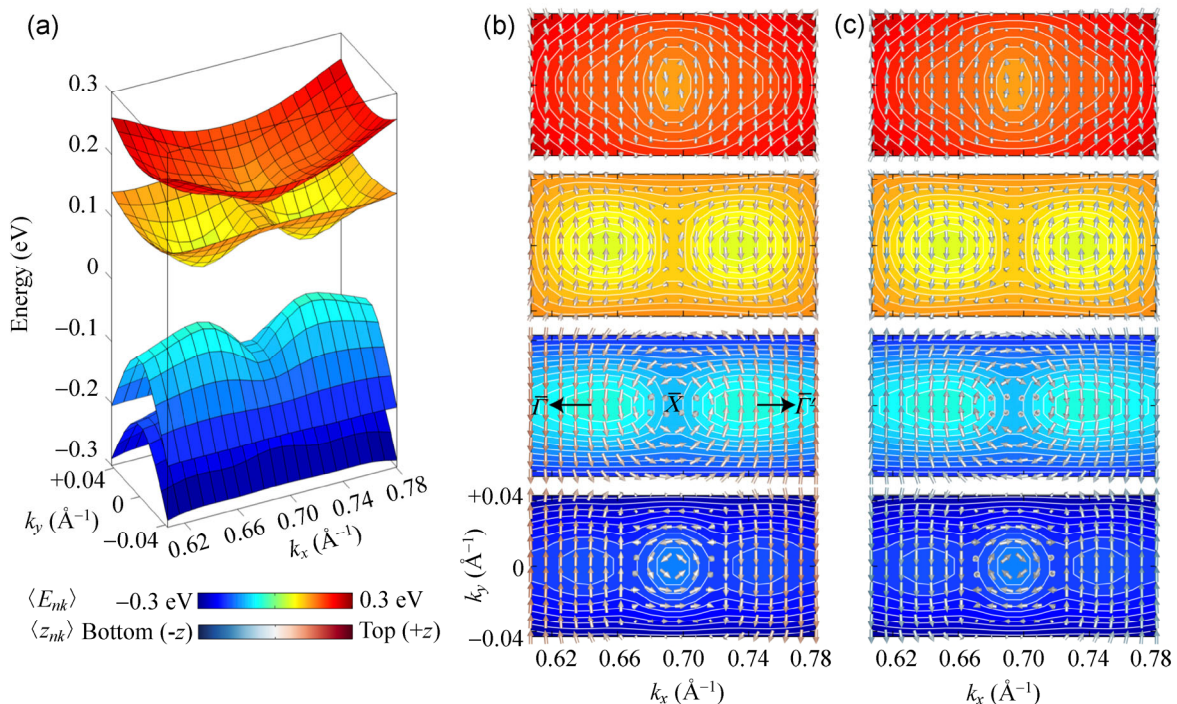 (a)
(b)
(c)
0.3
0.2
0.1
0
−0.1
−0.2
−0.3
Energy (eV)
+0.04
0
−0.04
k_y (Å⁻¹)
0.62
0.66
0.70
0.74
0.78
k_x (Å⁻¹)
⟨E_nk⟩ −0.3 eV 0.3 eV
⟨z_nk⟩ Bottom (-z) Top (+z)
Γ̅ X̅ Γ̅′
+0.04
0
−0.04
k_y (Å⁻¹)
0.62 0.66 0.70 0.74 0.78
k_x (Å⁻¹)
0.62 0.66 0.70 0.74 0.78
k_x (Å⁻¹)